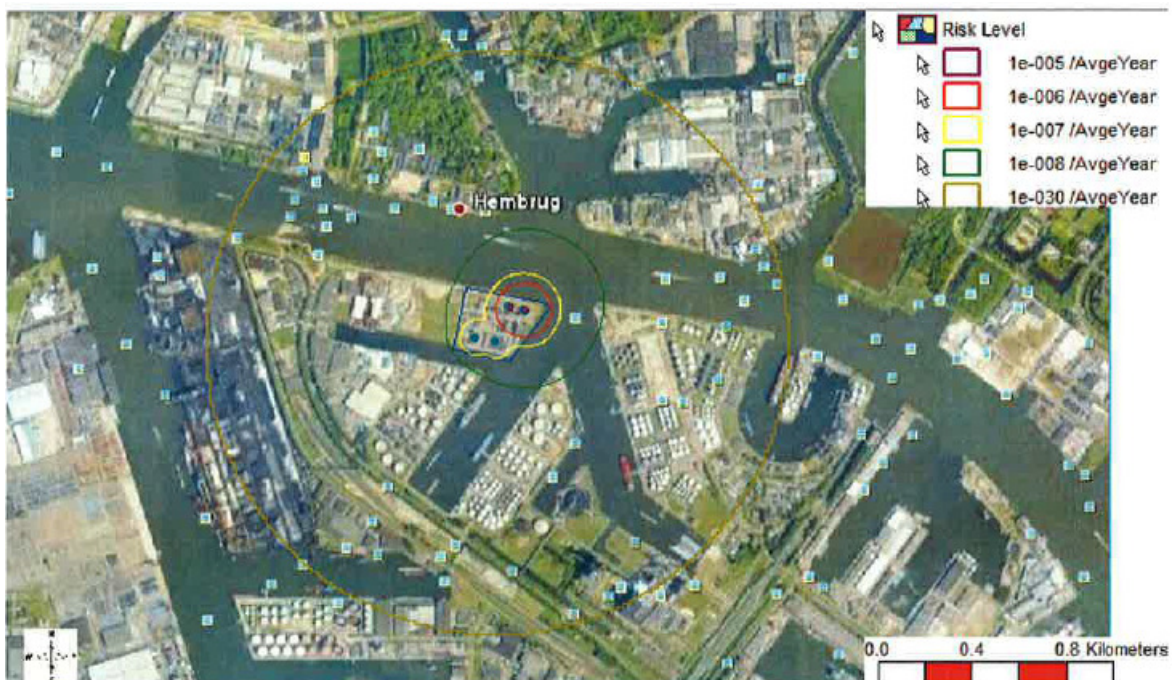 Risk Level
1e-005 /AvgeYear
1e-006 /AvgeYear
1e-007 /AvgeYear
1e-008 /AvgeYear
1e-030 /AvgeYear
Hembrug
0.0 0.4 0.8 Kilometers